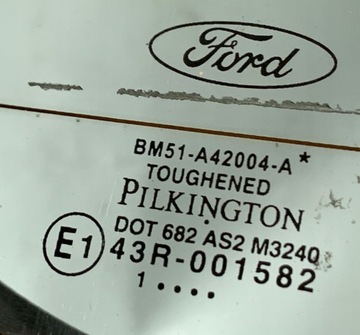 Ford
BM51-A42004-A*
TOUGHENED
PILKINGTON
DOT 682 AS2 M3240
E1 43R-001582
1 ••••